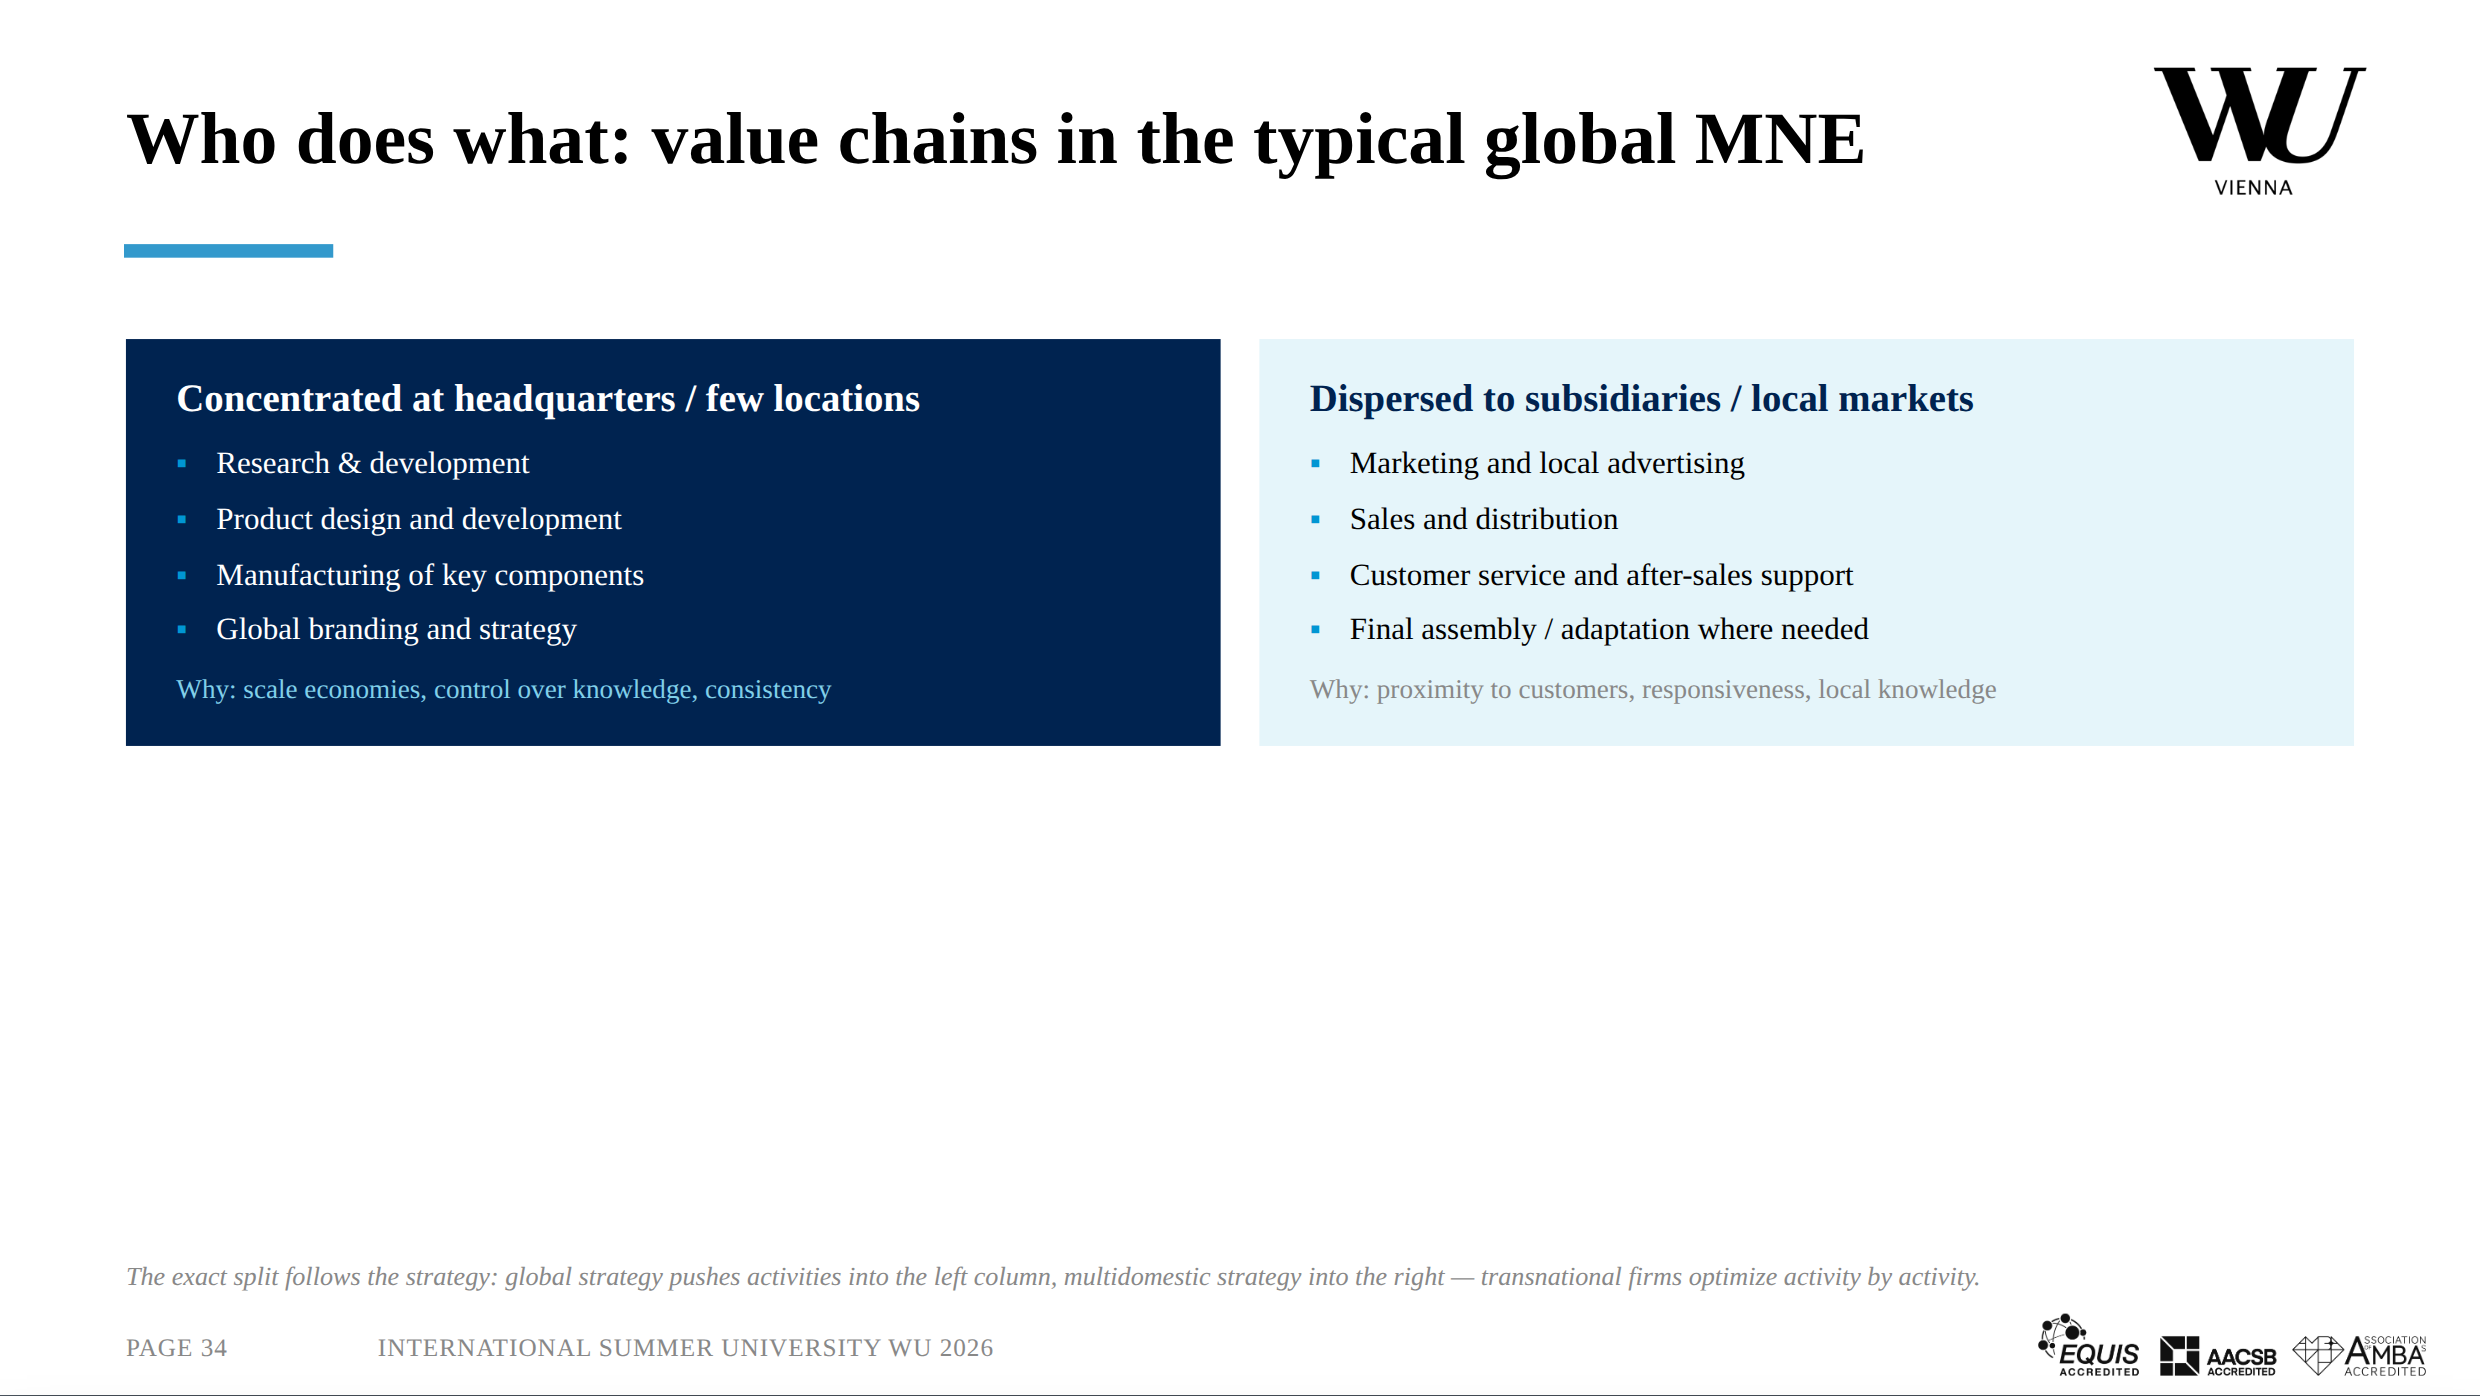 Who does what: value chains in the typical global MNE
WU
VIENNA
Concentrated at headquarters / few locations
▪ Research & development
▪ Product design and development
▪ Manufacturing of key components
▪ Global branding and strategy
Why: scale economies, control over knowledge, consistency
Dispersed to subsidiaries / local markets
▪ Marketing and local advertising
▪ Sales and distribution
▪ Customer service and after-sales support
▪ Final assembly / adaptation where needed
Why: proximity to customers, responsiveness, local knowledge
The exact split follows the strategy: global strategy pushes activities into the left column, multidomestic strategy into the right — transnational firms optimize activity by activity.
PAGE 34
INTERNATIONAL SUMMER UNIVERSITY WU 2026
EQUIS
ACCREDITED
AACSB
ACCREDITED
ASSOCIATION
OF
AMBAS
ACCREDITED